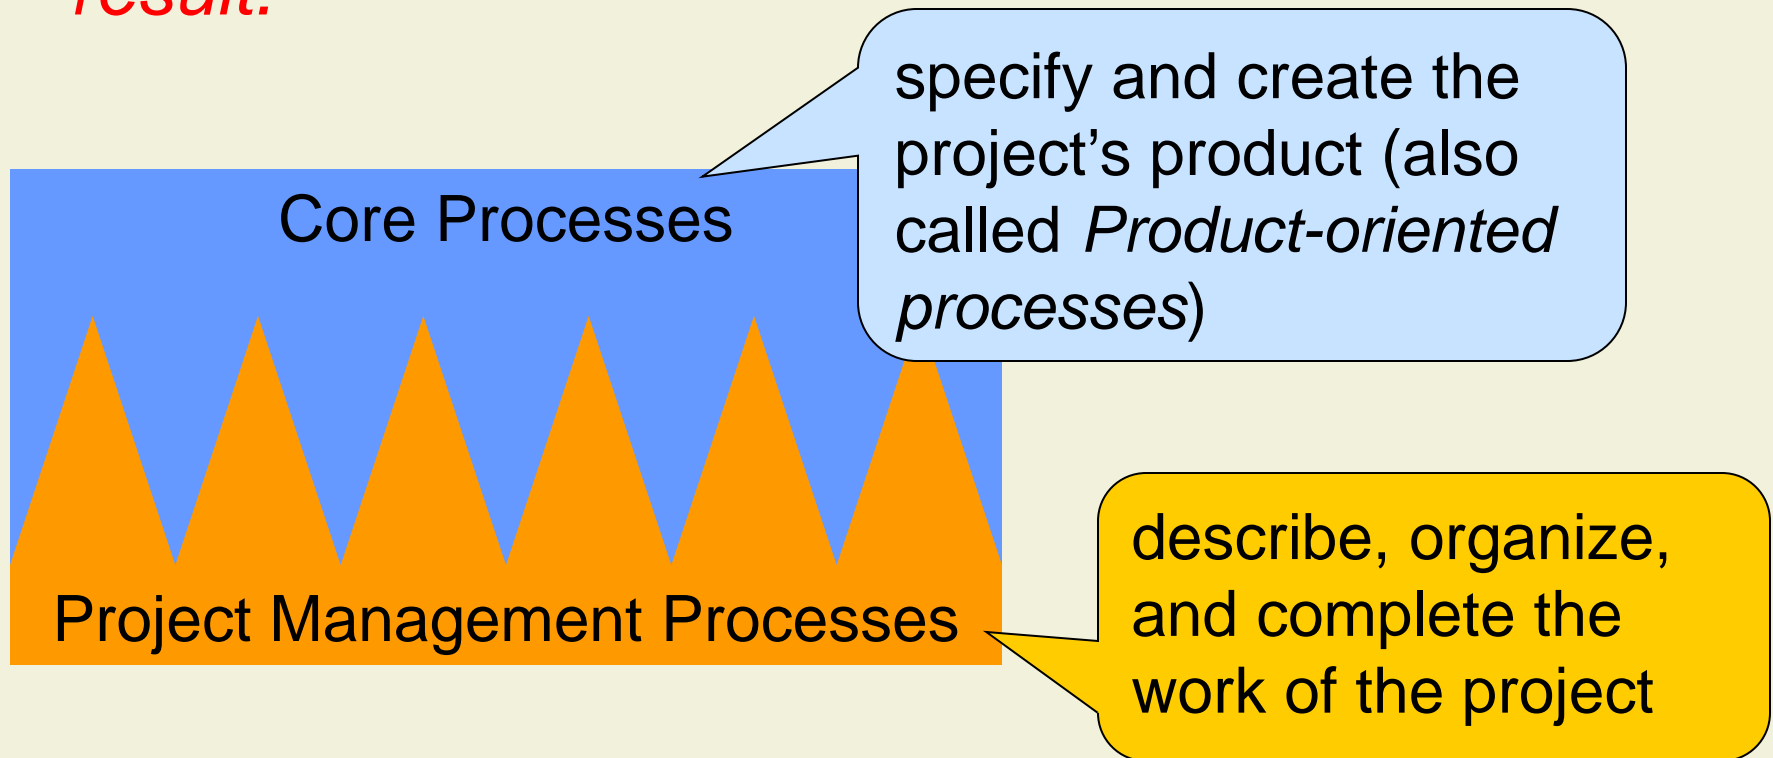 result.
specify and create the
project’s product (also
called Product-oriented
processes)
Core Processes
describe, organize,
and complete the
work of the project
Project Management Processes